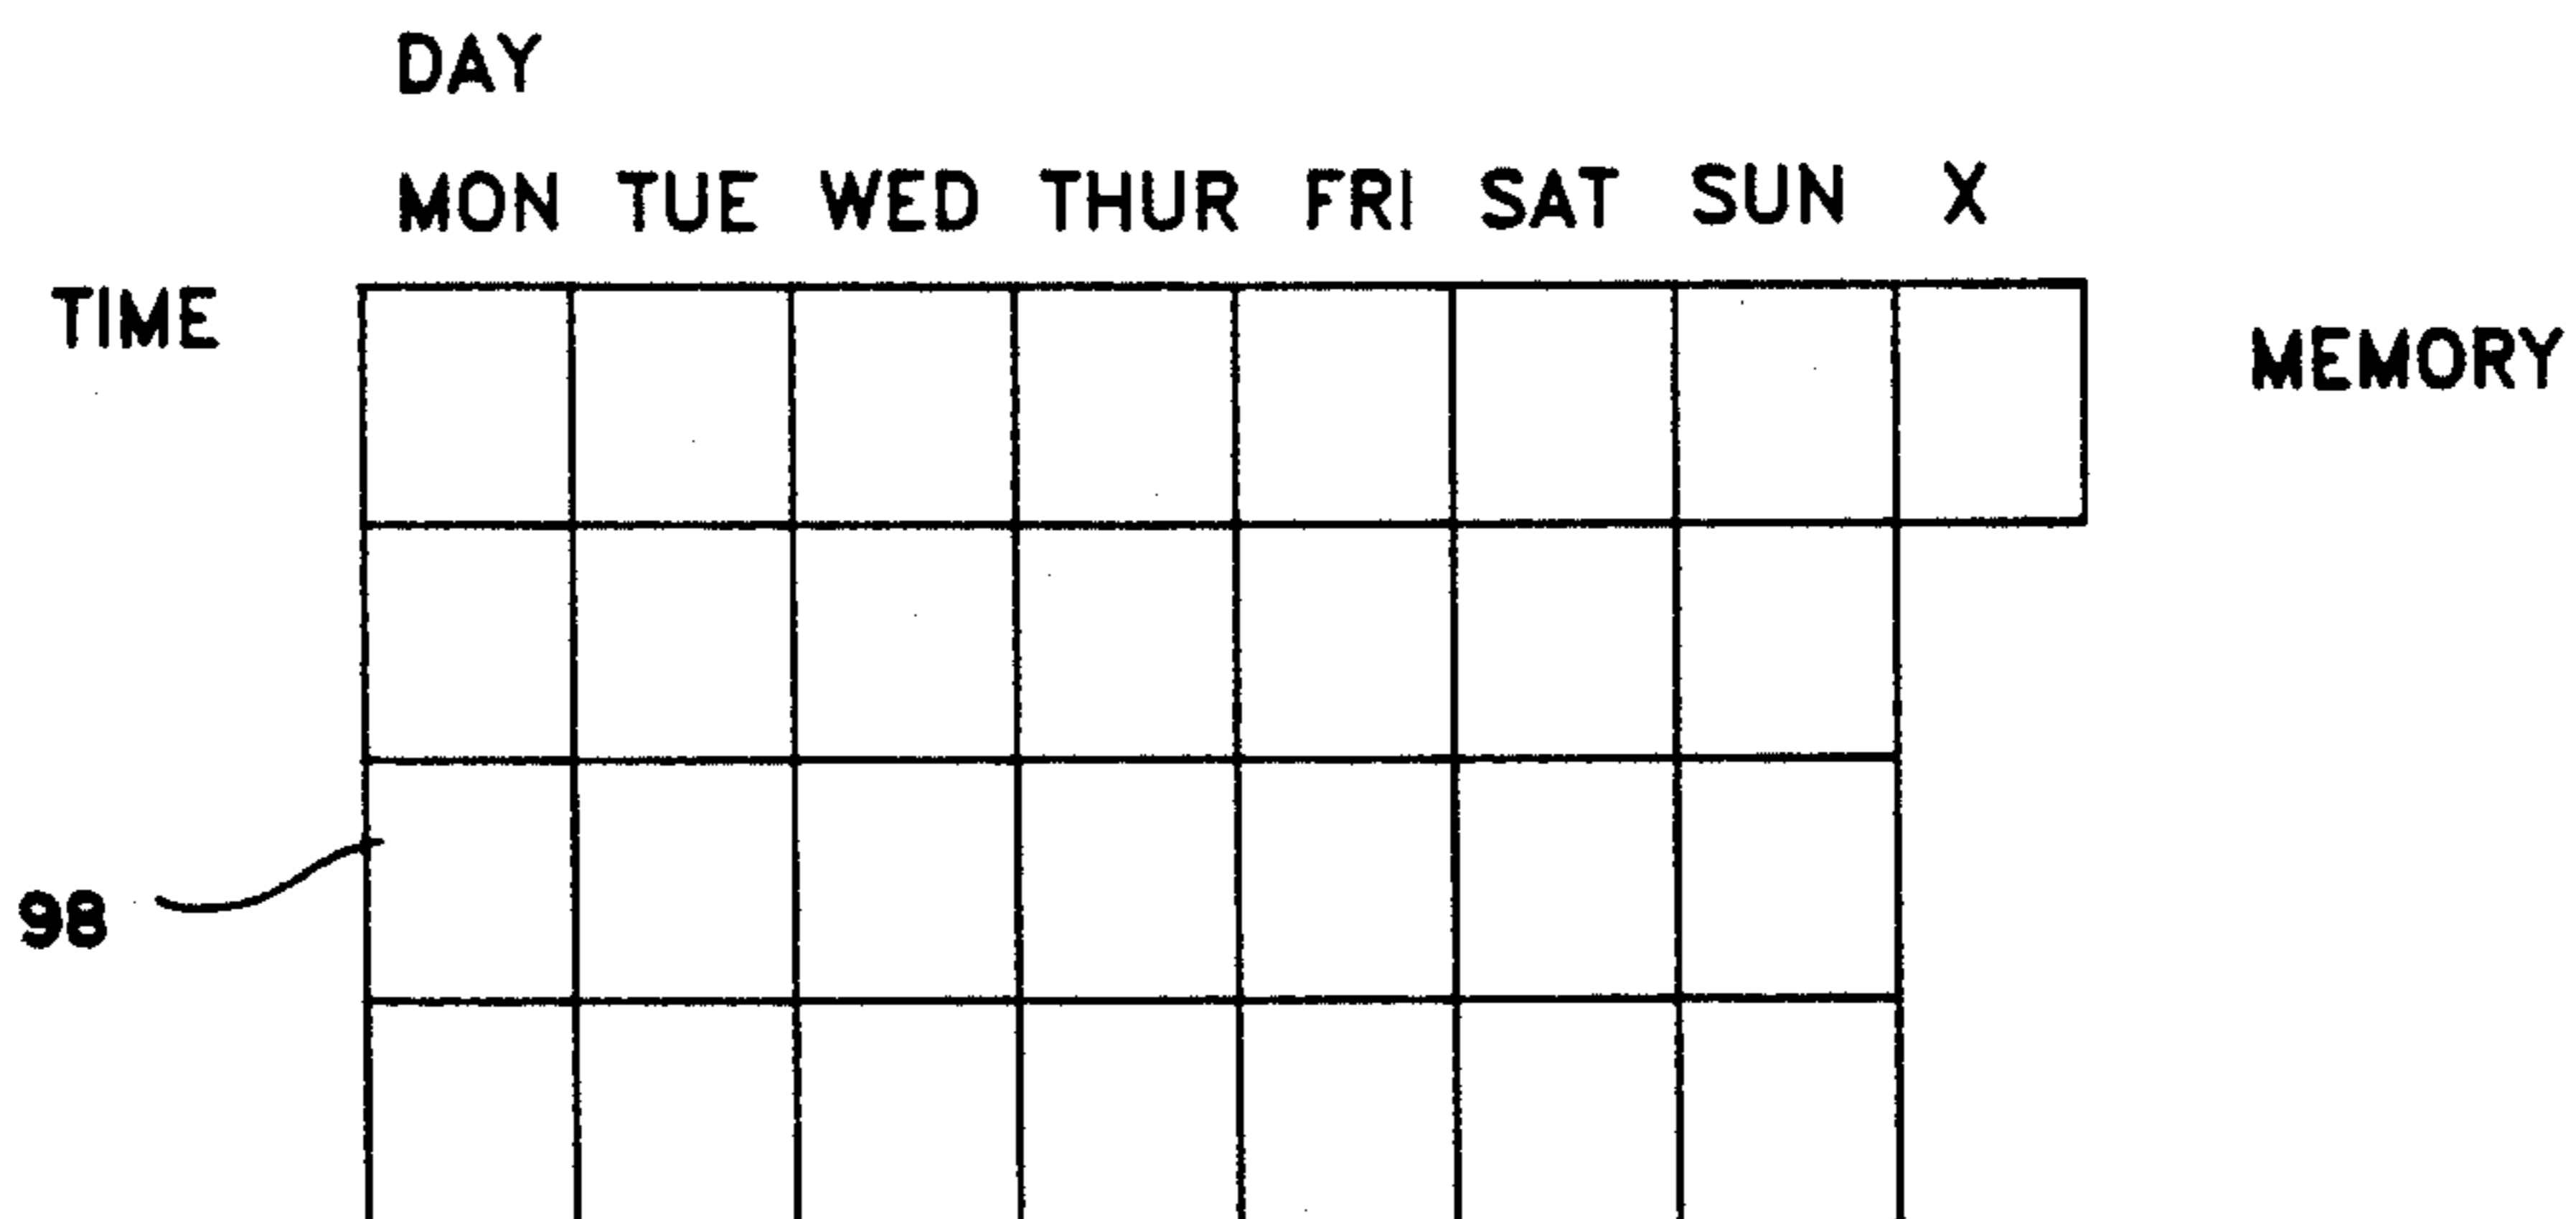 DAY
MON TUE WED THUR FRI SAT SUN X
TIME
MEMORY
98